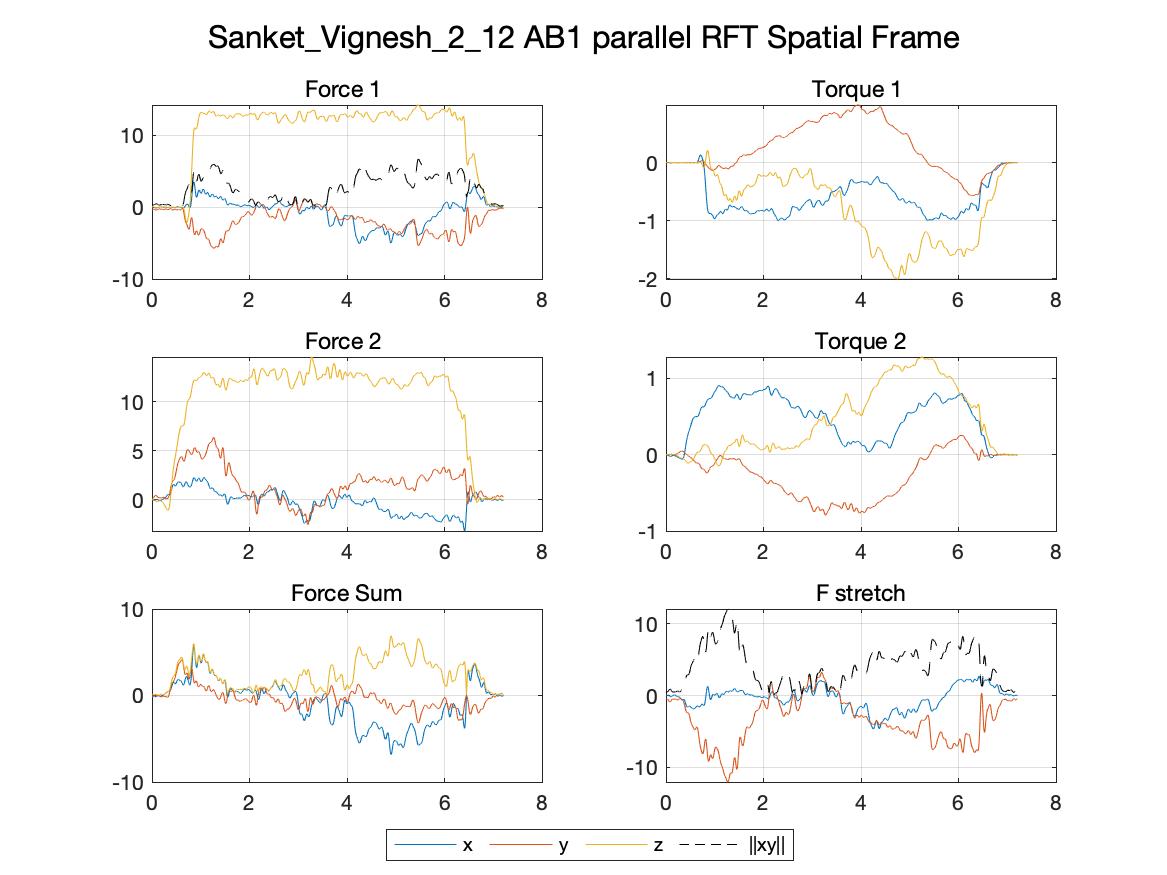 Sanket_Vignesh_2_12 AB1 parallel RFT Spatial Frame
Force 1
10
0
-10
0 2 4 6 8
Torque 1
0
-1
-2
0 2 4 6 8
Force 2
10
5
0
0 2 4 6 8
Torque 2
1
0
-1
0 2 4 6 8
Force Sum
10
0
-10
0 2 4 6 8
F stretch
10
0
-10
0 2 4 6 8
x y z ||xy||